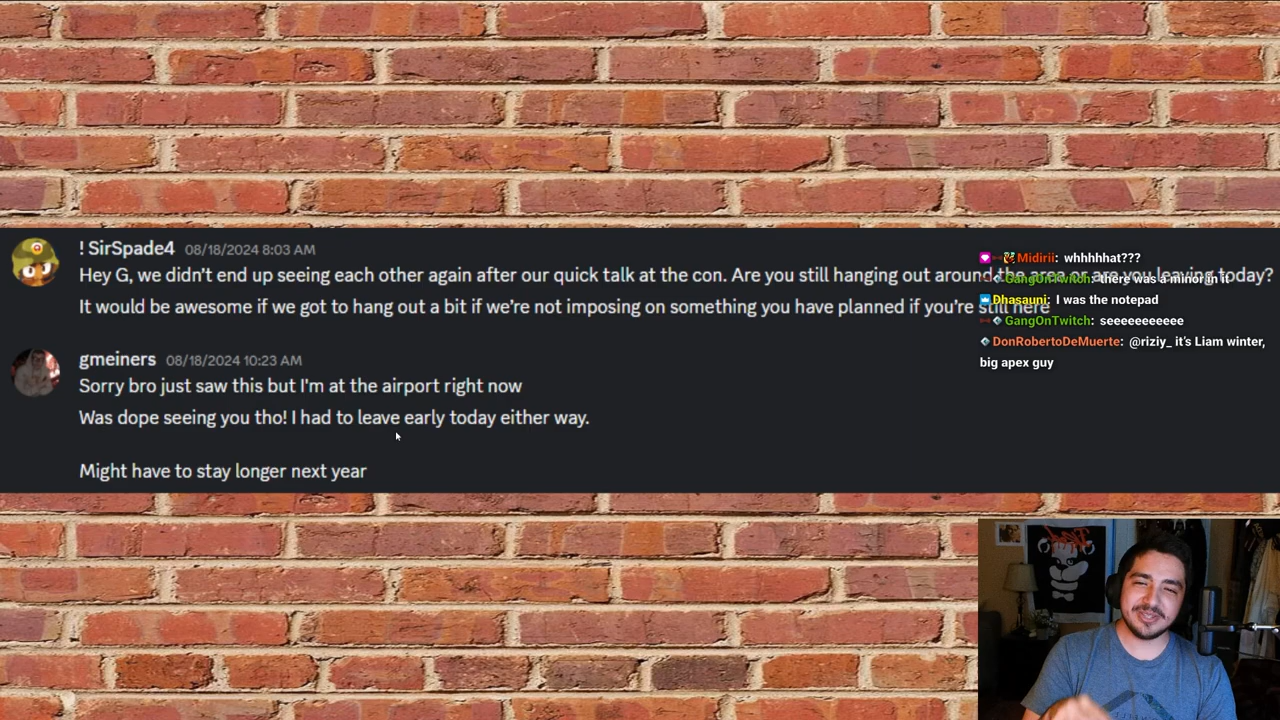 ! SirSpade4 08/18/2024 8:03 AM
Hey G, we didn't end up seeing each other again after our quick talk at the con. Are you still hanging out around the area or are you leaving today?
It would be awesome if we got to hang out a bit if we're not imposing on something you have planned if you're still here
gmeiners 08/18/2024 10:23 AM
Sorry bro just saw this but I'm at the airport right now
Was dope seeing you tho! I had to leave early today either way.
Might have to stay longer next year
Midirii: whhhhhat???
GangOnTwitch: there was a minor in it
Dhasauni: I was the notepad
GangOnTwitch: seeeeeeeeeee
DonRobertoDeMuerte: @riziy_ it's Liam winter,
big apex guy